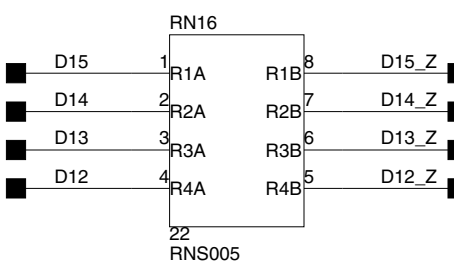 RN16
D15 1 R1A R1B 8 D15_Z
D14 2 R2A R2B 7 D14_Z
D13 3 R3A R3B 6 D13_Z
D12 4 R4A R4B 5 D12_Z
22
RNS005